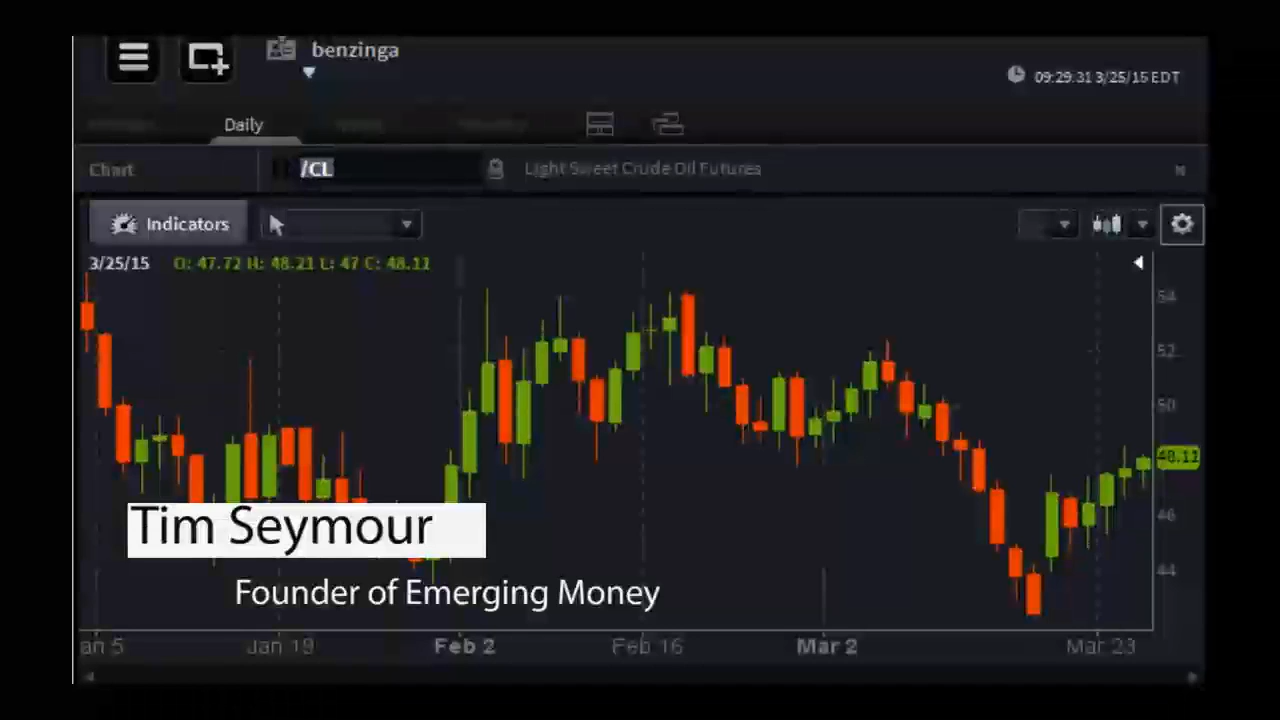 benzinga
09:29:31 3/25/15 EDT
Daily
Chart
/CL
Light Sweet Crude Oil Futures
Indicators
3/25/15 O: 47.72 H: 48.21 L: 47 C: 48.11
54
52
50
48.11
46
44
Tim Seymour
Founder of Emerging Money
an 5 Jan 19 Feb 2 Feb 16 Mar 2 Mar 23